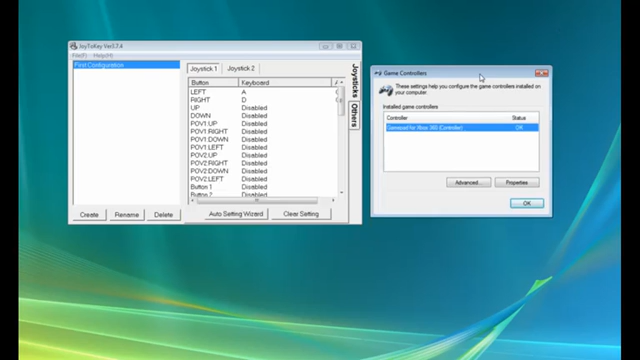 JoyToKey Ver3.7.4
File(F) Help(H)
First Configuration
Joystick 1 Joystick 2
Button Keyboard
LEFT A
RIGHT D
UP Disabled
DOWN Disabled
POV1:RIGHT Disabled
POV1:DOWN Disabled
POV1:LEFT Disabled
POV2:UP Disabled
POV2:RIGHT Disabled
POV2:DOWN Disabled
POV2:LEFT Disabled
Button 1 Disabled
Button 2 Disabled
Joysticks
Others
Create Rename Delete
Auto Setting Wizard Clear Setting
Game Controllers
These settings help you configure the game controllers installed on
your computer.
Installed game controllers
Controller Status
Gamepad for Xbox 360 (Controller) OK
Advanced... Properties
OK